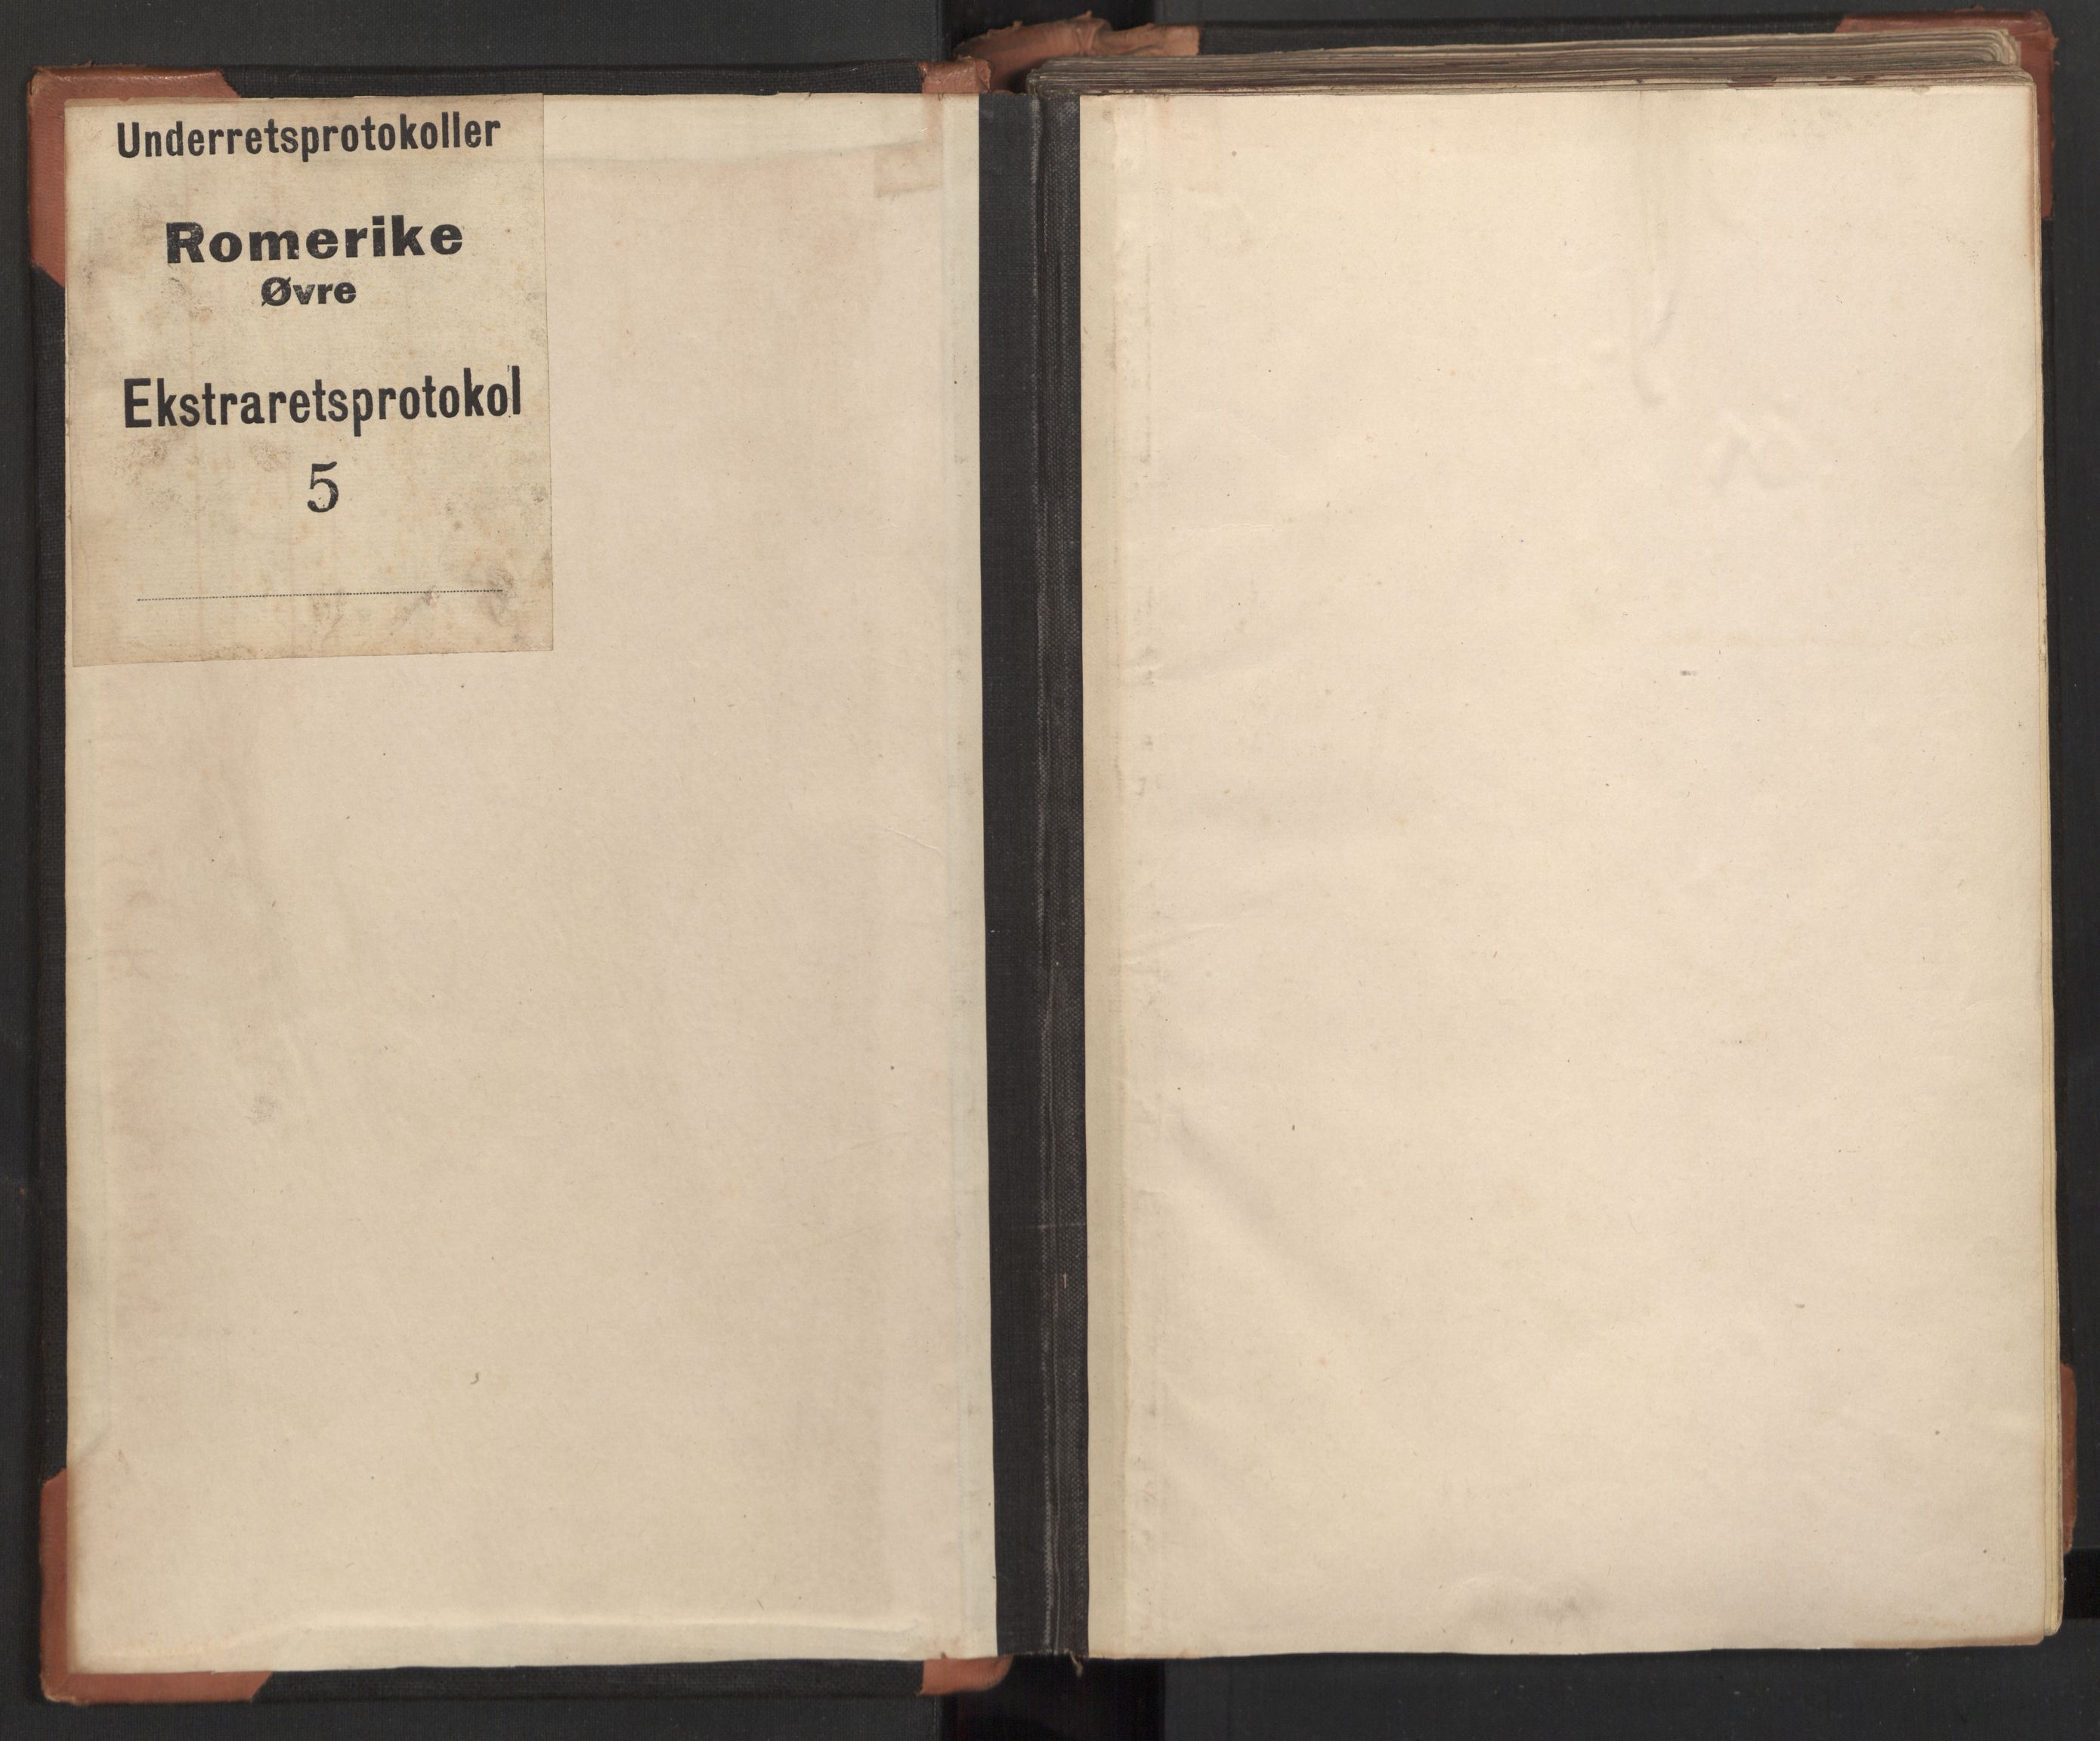 Underretsprotokoller
Romerike
Øvre
Ekstraretsprotokol
5